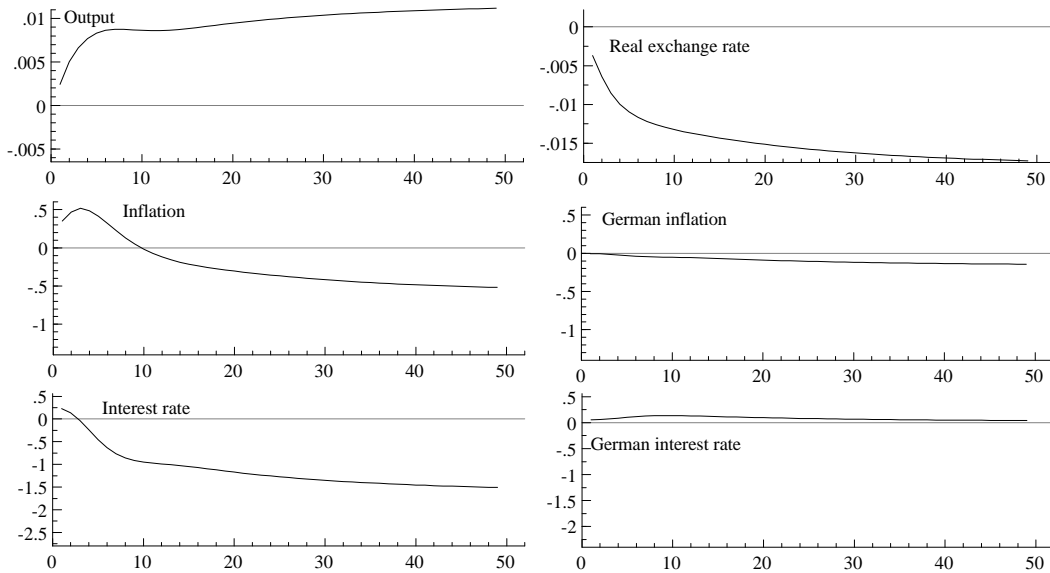 .01
Output
.005
0
-.005
0 10 20 30 40 50
0
Real exchange rate
-.005
-.01
-.015
0 10 20 30 40 50
.5
Inflation
0
-.5
-1
0 10 20 30 40 50
.5
German inflation
0
-.5
-1
0 10 20 30 40 50
.5
Interest rate
0
-.5
-1
-1.5
-2
-2.5
0 10 20 30 40 50
.5
0
German interest rate
-.5
-1
-1.5
-2
0 10 20 30 40 50